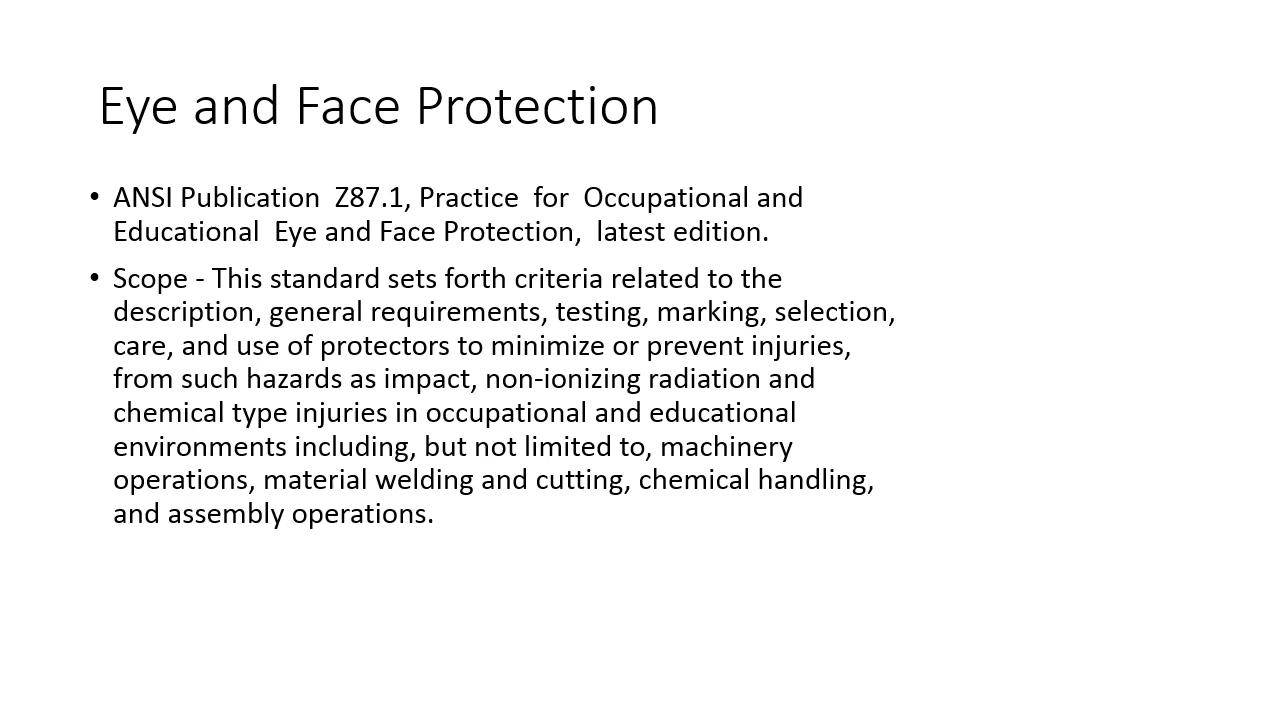 Eye and Face Protection
• ANSI Publication  Z87.1, Practice  for  Occupational and
Educational  Eye and Face Protection,  latest edition.
• Scope - This standard sets forth criteria related to the
description, general requirements, testing, marking, selection,
care, and use of protectors to minimize or prevent injuries,
from such hazards as impact, non-ionizing radiation and
chemical type injuries in occupational and educational
environments including, but not limited to, machinery
operations, material welding and cutting, chemical handling,
and assembly operations.